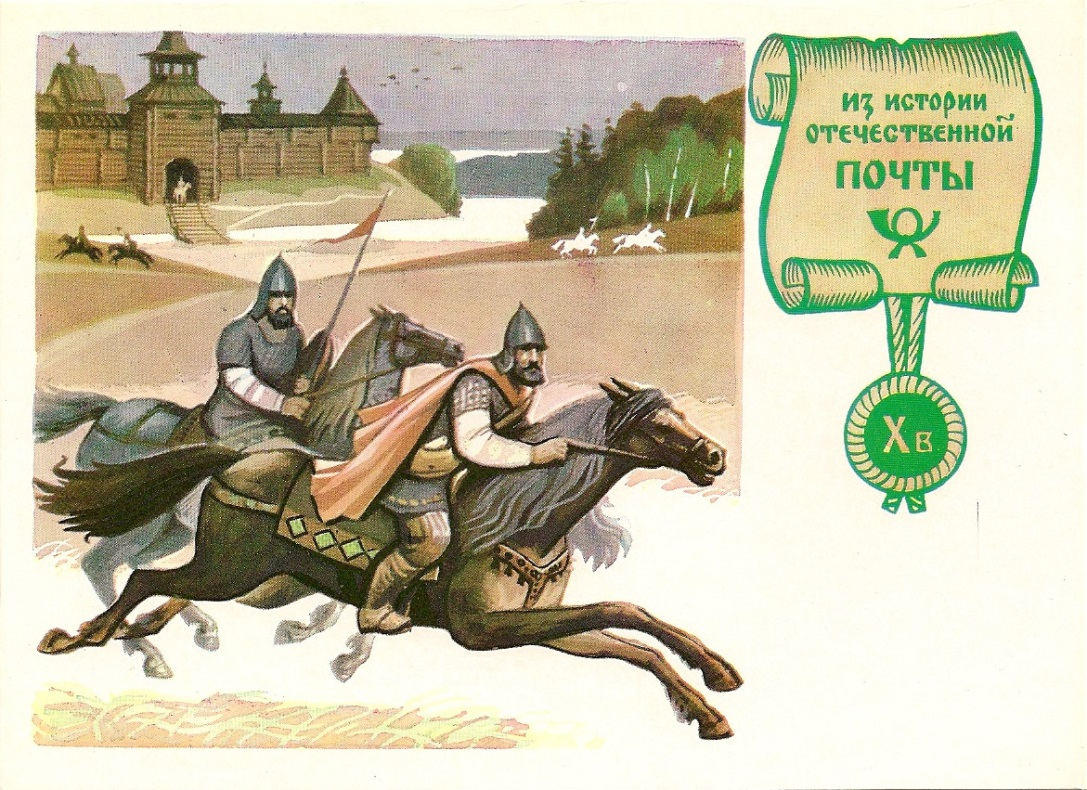 из истории
отечественной
почты
X в